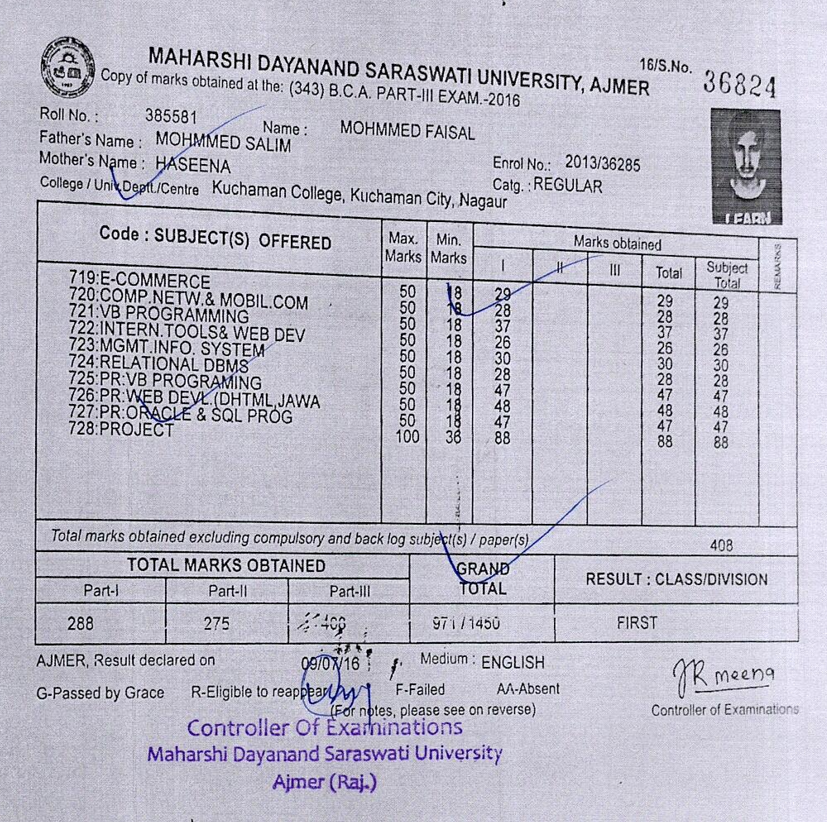 MAHARSHI DAYANAND SARASWATI UNIVERSITY, AJMER
16/S.No. 36824
Copy of marks obtained at the: (343) B.C.A. PART-III EXAM.-2016
Roll No. : 385581 Name : MOHMMED FAISAL
Father's Name : MOHMMED SALIM
Mother's Name : HASEENA Enrol No.: 2013/36285
College / Univ.Deptt./Centre Kuchaman College, Kuchaman City, Nagaur Catg. : REGULAR
LEARN
Code : SUBJECT(S) OFFERED Max. Marks Min. Marks Marks obtained REMARKS
I II III Total Subject Total
719:E-COMMERCE 50 18 29 29 29
720:COMP.NETW.& MOBIL.COM 50 18 28 28 28
721:VB PROGRAMMING 50 18 37 37 37
722:INTERN.TOOLS& WEB DEV 50 18 26 26 26
723:MGMT.INFO. SYSTEM 50 18 30 30 30
724:RELATIONAL DBMS 50 18 28 28 28
725:PR:VB PROGRAMING 50 18 47 47 47
726:PR:WEB DEVL.(DHTML,JAWA 50 18 48 48 48
727:PR:ORACLE & SQL PROG 50 18 47 47 47
728:PROJECT 100 36 88 88 88
Total marks obtained excluding compulsory and back log subject(s) / paper(s) 408
TOTAL MARKS OBTAINED GRAND TOTAL RESULT : CLASS/DIVISION
Part-I Part-II Part-III
288 275 408 971/1450 FIRST
AJMER, Result declared on 09/07/16 Medium : ENGLISH
JR meena
G-Passed by Grace R-Eligible to reappear F-Failed AA-Absent
(For notes, please see on reverse) Controller of Examinations
Controller Of Examinations
Maharshi Dayanand Saraswati University
Ajmer (Raj.)